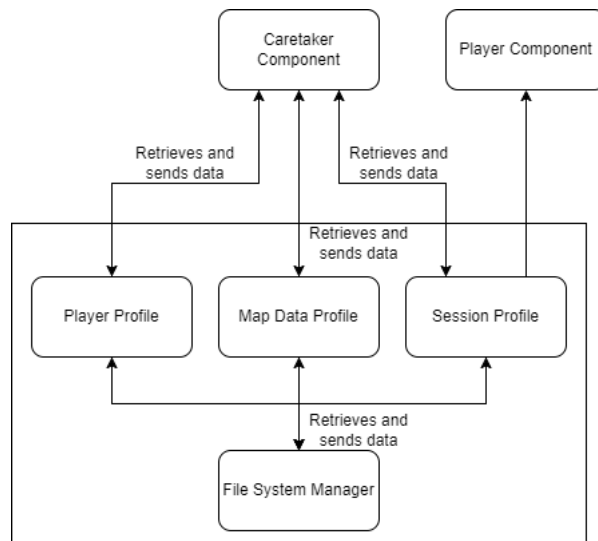 Caretaker
Component
Player Component
Retrieves and
sends data
Retrieves and
sends data
Retrieves and
sends data
Player Profile
Map Data Profile
Session Profile
Retrieves and
sends data
File System Manager